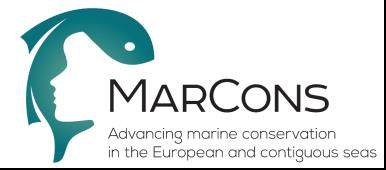 MARCONS
Advancing marine conservation
in the European and contiguous seas